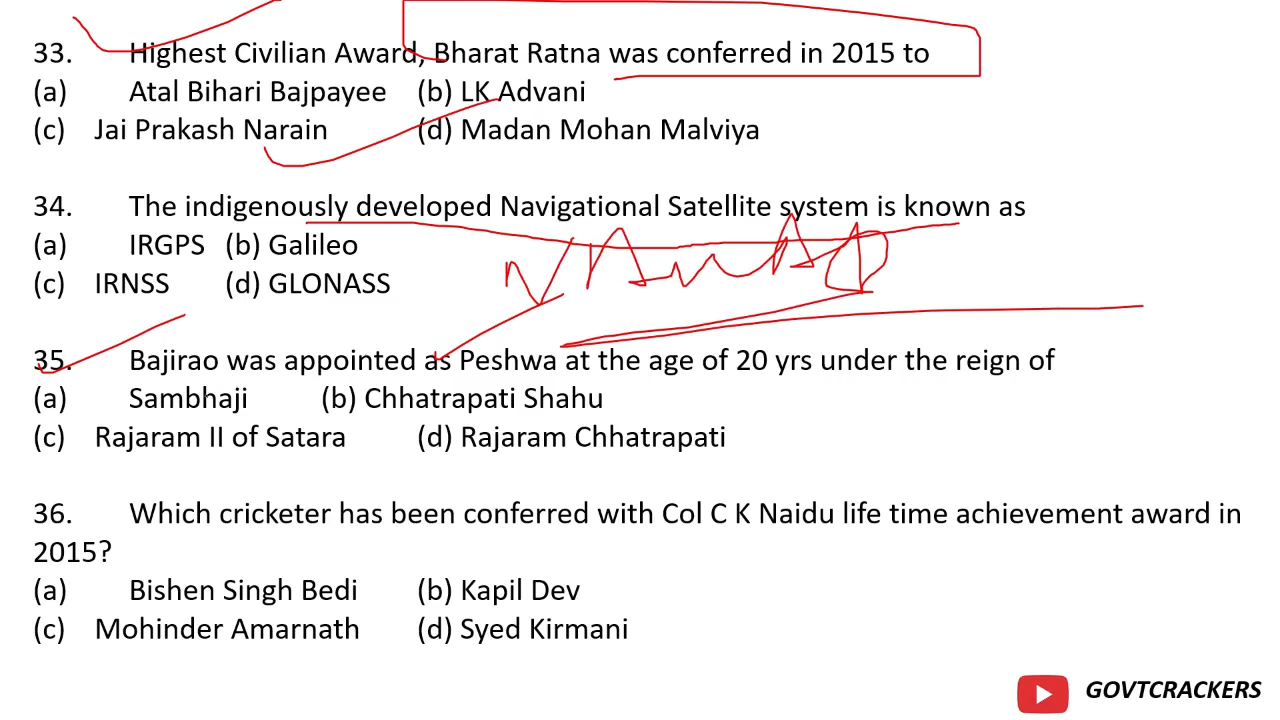 33. Highest Civilian Award, Bharat Ratna was conferred in 2015 to
(a) Atal Bihari Bajpayee (b) LK Advani
(c) Jai Prakash Narain (d) Madan Mohan Malviya
34. The indigenously developed Navigational Satellite system is known as
(a) IRGPS (b) Galileo
(c) IRNSS (d) GLONASS
35. Bajirao was appointed as Peshwa at the age of 20 yrs under the reign of
(a) Sambhaji (b) Chhatrapati Shahu
(c) Rajaram II of Satara (d) Rajaram Chhatrapati
36. Which cricketer has been conferred with Col C K Naidu life time achievement award in
2015?
(a) Bishen Singh Bedi (b) Kapil Dev
(c) Mohinder Amarnath (d) Syed Kirmani
GOVTCRACKERS